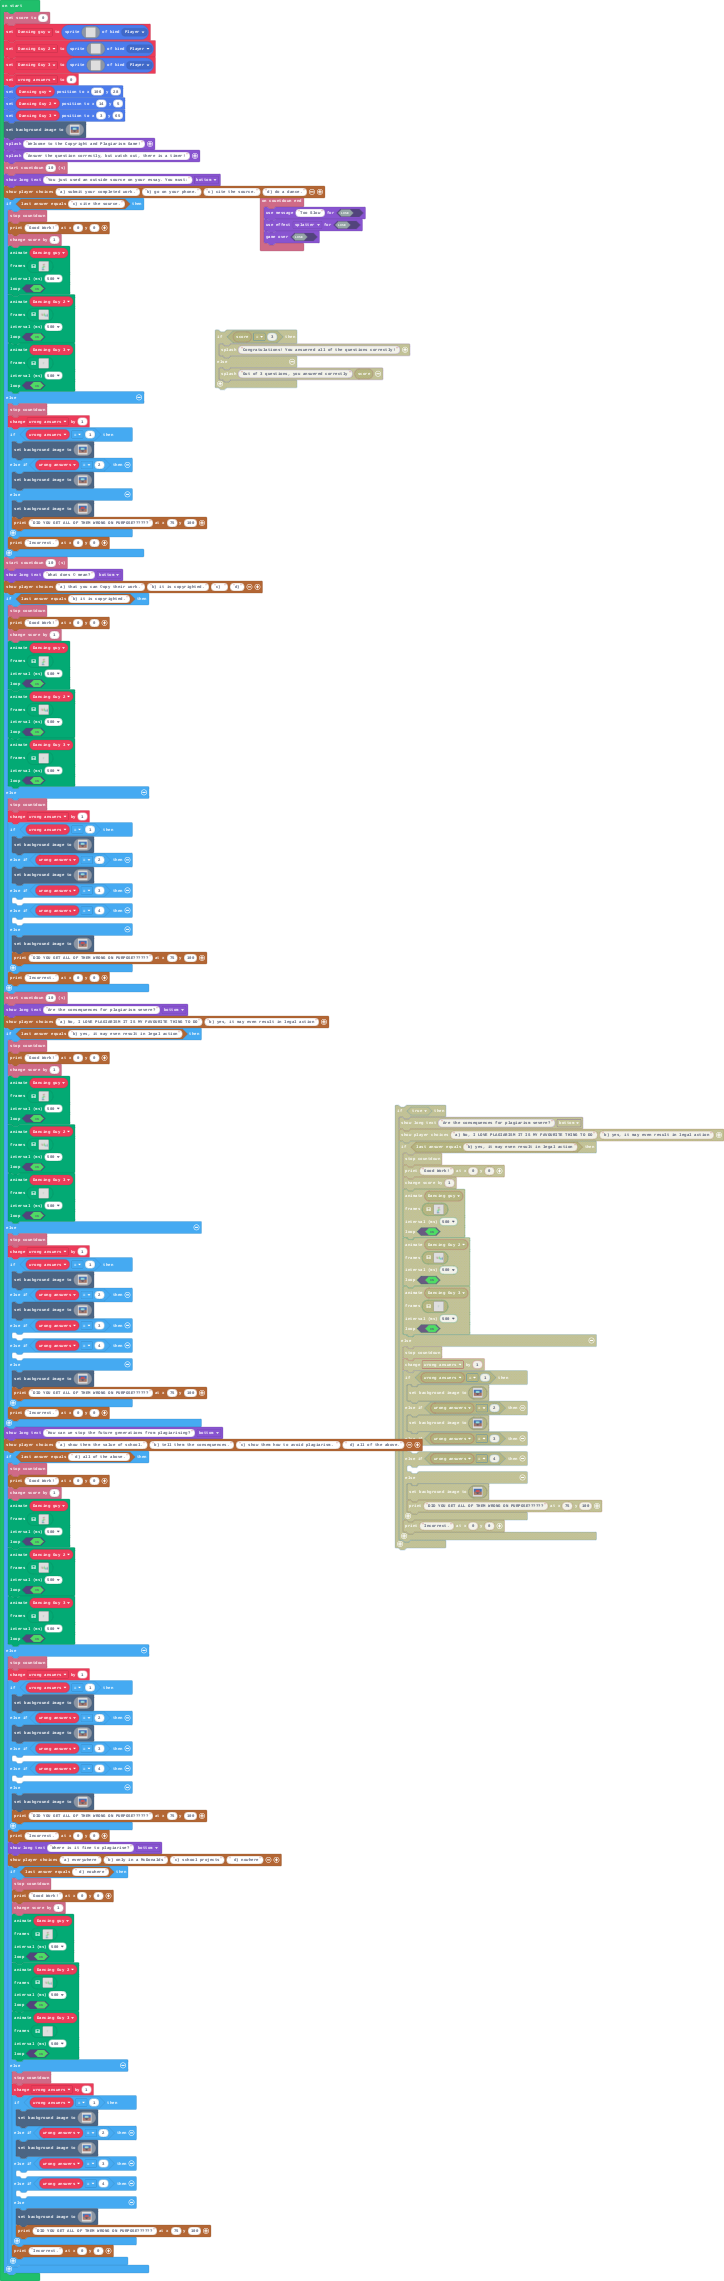 on start
set score to 0
set Dancing guy to sprite of kind Player
set Dancing Guy 2 to sprite of kind Player
set Dancing Guy 3 to sprite of kind Player
set wrong answers to 0
set Dancing guy position to x y
set Dancing Guy 2 position to x y
set Dancing Guy 3 position to x y
set background image to
splash Welcome to the Copyright and Plagiarism Game!
splash Answer the question correctly, but watch out, there is a timer!
start countdown 10 (s)
show long text You just used an outside source on your essay. You must: bottom
show player choices a) submit your completed work. b) go on your phone. c) cite the source. d) do a dance.
if last answer equals c) cite the source. then
stop countdown
print Good Work! at x 0 y 0
change score by 1
animate Dancing guy
frames
interval (ms) 500
loop
animate Dancing Guy 2
frames
interval (ms) 500
loop
animate Dancing Guy 3
frames
interval (ms) 500
loop
else
stop countdown
change wrong answers by 1
if wrong answers = 1 then
set background image to
else if wrong answers = 2 then
set background image to
else
set background image to
print DID YOU GET ALL OF THEM WRONG ON PURPOSE?????? at x 75 y 100
print Incorrect. at x 0 y 0
on countdown end
use message Too Slow for
use effect splatter for
game over
if score = then
splash Congratulations! You answered all of the questions correctly!
else
splash Out of 5 questions, you answered correctly score
start countdown 10 (s)
show long text What does © mean? bottom
show player choices a) that you can copy their work. b) it is copyrighted. c) d)
if last answer equals b) it is copyrighted. then
stop countdown
print Good Work! at x 0 y 0
change score by 1
animate Dancing guy
frames
interval (ms) 500
loop
animate Dancing Guy 2
frames
interval (ms) 500
loop
animate Dancing Guy 3
frames
interval (ms) 500
loop
else
stop countdown
change wrong answers by 1
if wrong answers = 1 then
set background image to
else if wrong answers = 2 then
set background image to
else if wrong answers = 3 then
else if wrong answers = 4 then
else
set background image to
print DID YOU GET ALL OF THEM WRONG ON PURPOSE?????? at x 75 y 100
print Incorrect. at x 0 y 0
start countdown 10 (s)
show long text Are the consequences for plagiarism severe? bottom
show player choices a) No, I LOVE PLAGIARISM IT IS MY FAVOURITE THING TO DO b) yes, it may even result in legal action
if last answer equals b) yes, it may even result in legal action then
stop countdown
print Good Work! at x 0 y 0
change score by 1
animate Dancing guy
frames
interval (ms) 500
loop
animate Dancing Guy 2
frames
interval (ms) 500
loop
animate Dancing Guy 3
frames
interval (ms) 500
loop
else
stop countdown
change wrong answers by 1
if wrong answers = 1 then
set background image to
else if wrong answers = 2 then
set background image to
else if wrong answers = 3 then
else if wrong answers = 4 then
else
set background image to
print DID YOU GET ALL OF THEM WRONG ON PURPOSE?????? at x 75 y 100
print Incorrect. at x 0 y 0
if then
show long text Are the consequences for plagiarism severe? bottom
show player choices a) No, I LOVE PLAGIARISM IT IS MY FAVOURITE THING TO DO b) yes, it may even result in legal action
if last answer equals b) yes, it may even result in legal action then
stop countdown
print Good Work! at x 0 y 0
change score by 1
animate Dancing guy
frames
interval (ms) 500
loop
animate Dancing Guy 2
frames
interval (ms) 500
loop
animate Dancing Guy 3
frames
interval (ms) 500
loop
else
stop countdown
change wrong answers by 1
if wrong answers = 1 then
set background image to
else if wrong answers = 2 then
set background image to
else if wrong answers = 3 then
else if wrong answers = 4 then
else
set background image to
print DID YOU GET ALL OF THEM WRONG ON PURPOSE?????? at x 75 y 100
print Incorrect. at x 0 y 0
show long text How can we stop the future generations from plagiarising? bottom
show player choices a) show them the value of school. b) tell them the consequences. c) show them how to avoid plagiarism. d) all of the above.
if last answer equals d) all of the above. then
stop countdown
print Good Work! at x 0 y 0
change score by 1
animate Dancing guy
frames
interval (ms) 500
loop
animate Dancing Guy 2
frames
interval (ms) 500
loop
animate Dancing Guy 3
frames
interval (ms) 500
loop
else
stop countdown
change wrong answers by 1
if wrong answers = 1 then
set background image to
else if wrong answers = 2 then
set background image to
else if wrong answers = 3 then
else if wrong answers = 4 then
else
set background image to
print DID YOU GET ALL OF THEM WRONG ON PURPOSE?????? at x 75 y 100
print Incorrect. at x 0 y 0
show long text Where is it fine to plagiarise? bottom
show player choices a) everywhere b) only in a McDonalds c) school projects d) nowhere
if last answer equals d) nowhere then
stop countdown
print Good Work! at x 0 y 0
change score by 1
animate Dancing guy
frames
interval (ms) 500
loop
animate Dancing Guy 2
frames
interval (ms) 500
loop
animate Dancing Guy 3
frames
interval (ms) 500
loop
else
stop countdown
change wrong answers by 1
if wrong answers = 1 then
set background image to
else if wrong answers = 2 then
set background image to
else if wrong answers = 3 then
else if wrong answers = 4 then
else
set background image to
print DID YOU GET ALL OF THEM WRONG ON PURPOSE?????? at x 75 y 100
print Incorrect. at x 0 y 0